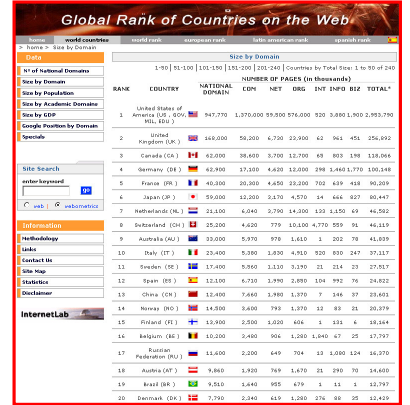 Global Rank of Countries on the Web
home world countries world rank european rank latin american rank spanish rank
> home > Size by Domain
Data
Nº of National Domains
Size by Domain
Size by Population
Size by Academic Domains
Size by GDP
Google Position by Domain
Specials
Site Search
enter keyword
go
web | webometrics
Information
Methodology
Links
Contact Us
Site Map
Statistics
Disclaimer
InternetLab
Size by Domain
1-50 | 51-100 | 101-150 | 151-200 | 201-240 | Countries by Total Size: 1 to 50 of 240
NUMBER OF PAGES (in thousands)
RANK COUNTRY NATIONAL DOMAIN COM NET ORG INT INFO BIZ TOTAL*
1 United States of America (US, GOV, MIL, EDU) 947,770 1,370,000 59,500 576,000 520 3,880 1,900 2,953,790
2 United Kingdom (UK) 168,000 58,200 6,730 23,900 62 961 451 256,892
3 Canada (CA) 62,000 38,600 3,700 12,700 65 803 198 118,066
4 Germany (DE) 62,900 17,100 4,620 12,000 298 1,460 1,770 100,148
5 France (FR) 40,300 20,300 4,650 23,200 702 639 418 90,209
6 Japan (JP) 59,000 12,200 3,170 4,570 14 666 827 80,447
7 Netherlands (NL) 21,100 6,040 3,790 14,300 133 1,150 69 46,582
8 Switzerland (CH) 25,200 4,620 779 10,100 4,770 559 91 46,119
9 Australia (AU) 33,000 5,970 978 1,610 1 202 78 41,839
10 Italy (IT) 23,400 5,380 1,830 4,910 520 830 247 37,117
11 Sweden (SE) 17,400 5,560 1,110 3,190 21 214 23 27,517
12 Spain (ES) 12,100 6,710 1,990 2,850 104 992 76 24,822
13 China (CN) 12,400 7,660 1,980 1,370 7 146 37 23,601
14 Norway (NO) 14,500 3,600 793 1,370 12 83 21 20,379
15 Finland (FI) 13,900 2,500 1,020 606 1 131 6 18,164
16 Belgium (BE) 10,200 3,480 906 1,280 1,840 67 25 17,797
17 Russian Federation (RU) 11,600 2,200 649 704 13 1,080 124 16,370
18 Austria (AT) 9,860 1,920 769 1,670 21 290 70 14,600
19 Brazil (BR) 9,510 1,640 955 679 1 11 1 12,797
20 Denmark (DK) 7,790 2,340 619 1,280 276 88 35 12,429